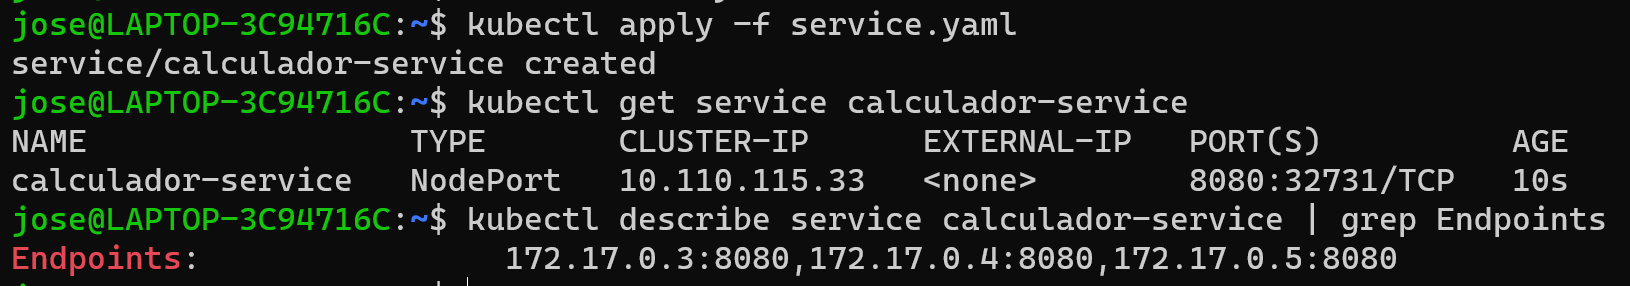 jose@LAPTOP-3C94716C:~$ kubectl apply -f service.yaml
service/calculador-service created
jose@LAPTOP-3C94716C:~$ kubectl get service calculador-service
NAME                 TYPE       CLUSTER-IP      EXTERNAL-IP   PORT(S)          AGE
calculador-service   NodePort   10.110.115.33   <none>        8080:32731/TCP   10s
jose@LAPTOP-3C94716C:~$ kubectl describe service calculador-service | grep Endpoints
Endpoints:                172.17.0.3:8080,172.17.0.4:8080,172.17.0.5:8080